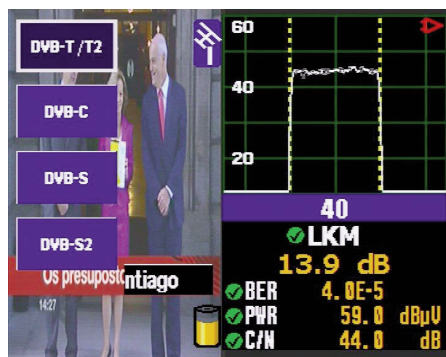 DVB-T /T2
DVB-C
DVB-S
DVB-S2
Os presuposto
ntiago
14:27
60
40
20
40
LKM
13.9 dB
BER 4.0E-5
PWR 59.0 dBµV
C/N 44.0 dB